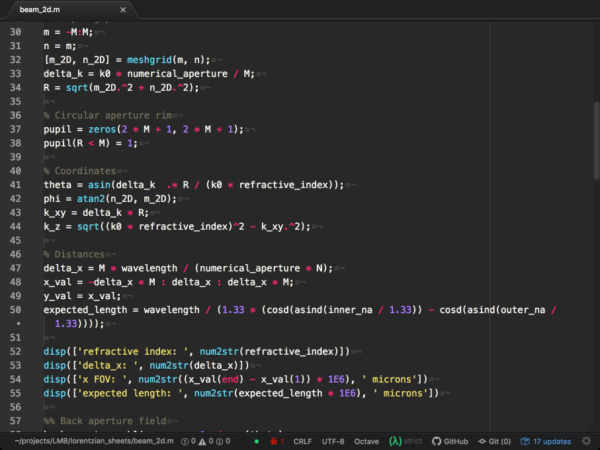 beam_2d.m
30 m = -M:M;
31 n = m;
32 [m_2D, n_2D] = meshgrid(m, n);
33 delta_k = k0 * numerical_aperture / M;
34 R = sqrt(m_2D.^2 + n_2D.^2);
35
36 % Circular aperture rim
37 pupil = zeros(2 * M + 1, 2 * M + 1);
38 pupil(R < M) = 1;
39
40 % Coordinates
41 theta = asin(delta_k .* R / (k0 * refractive_index));
42 phi = atan2(n_2D, m_2D);
43 k_xy = delta_k * R;
44 k_z = sqrt((k0 * refractive_index)^2 - k_xy.^2);
45
46 % Distances
47 delta_x = M * wavelength / (numerical_aperture * N);
48 x_val = -delta_x * M : delta_x : delta_x * M;
49 y_val = x_val;
50 expected_length = wavelength / (1.33 * (cosd(asind(inner_na / 1.33)) - cosd(asind(outer_na /
• 1.33))));
51
52 disp(['refractive index: ', num2str(refractive_index)])
53 disp(['delta_x: ', num2str(delta_x)])
54 disp(['x FOV: ', num2str((x_val(end) - x_val(1)) * 1E6), ' microns'])
55 disp(['expected length: ', num2str(expected_length * 1E6), ' microns'])
56
57 %% Back aperture field
~/projects/LMB/lorentzian_sheets/beam_2d.m 0 0 0 1 CRLF UTF-8 Octave (λ) strict GitHub Git (0) 17 updates